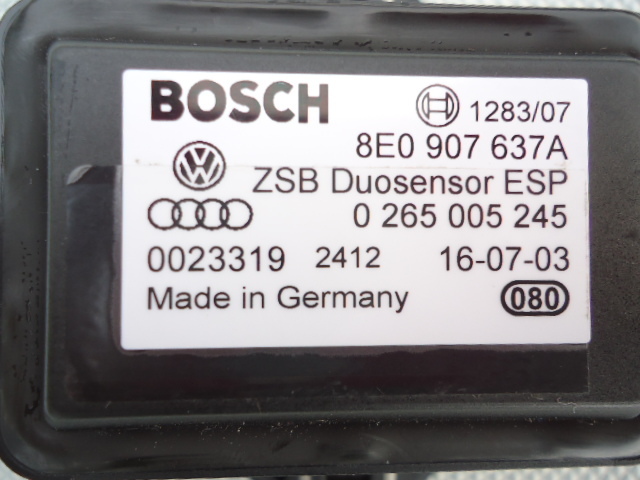 BOSCH 1283/07
8E0 907 637A
ZSB Duosensor ESP
0 265 005 245
0023319 2412 16-07-03
Made in Germany 080